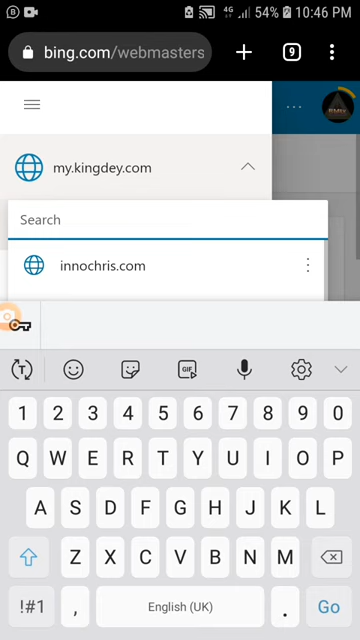 54% 10:46 PM
bing.com/webmasters
9
my.kingdey.com
Search
innochris.com
T
GIF
1 2 3 4 5 6 7 8 9 0
Q W E R T Y U I O P
A S D F G H J K L
Z X C V B N M
!#1 , English (UK) . Go